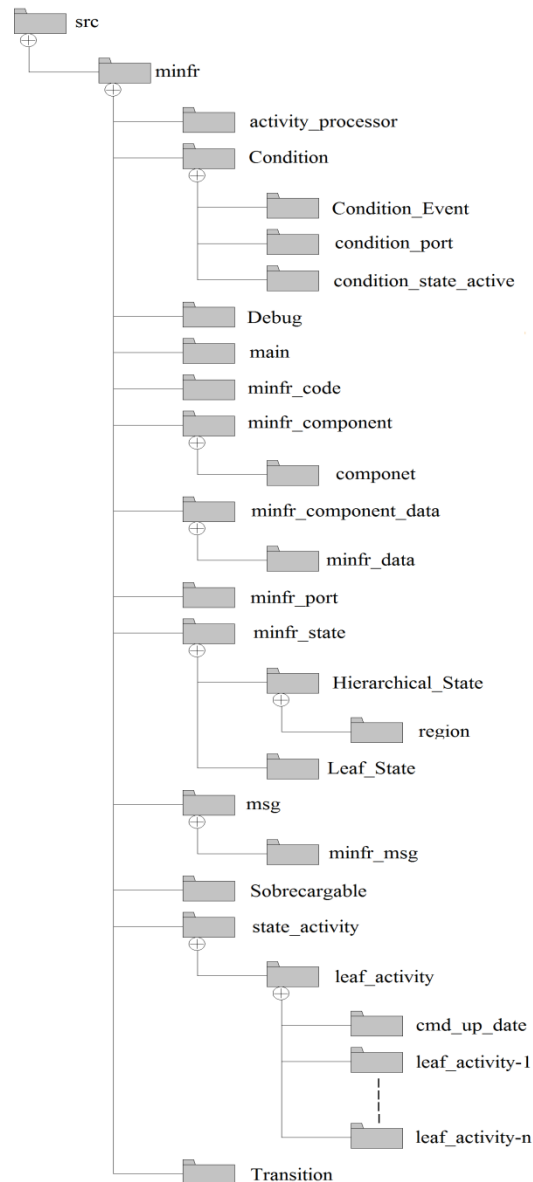 src
minfr
activity_processor
Condition
Condition_Event
condition_port
condition_state_active
Debug
main
minfr_code
minfr_component
componet
minfr_component_data
minfr_data
minfr_port
minfr_state
Hierarchical_State
region
Leaf_State
msg
minfr_msg
Sobrecargable
state_activity
leaf_activity
cmd_up_date
leaf_activity-1
leaf_activity-n
Transition